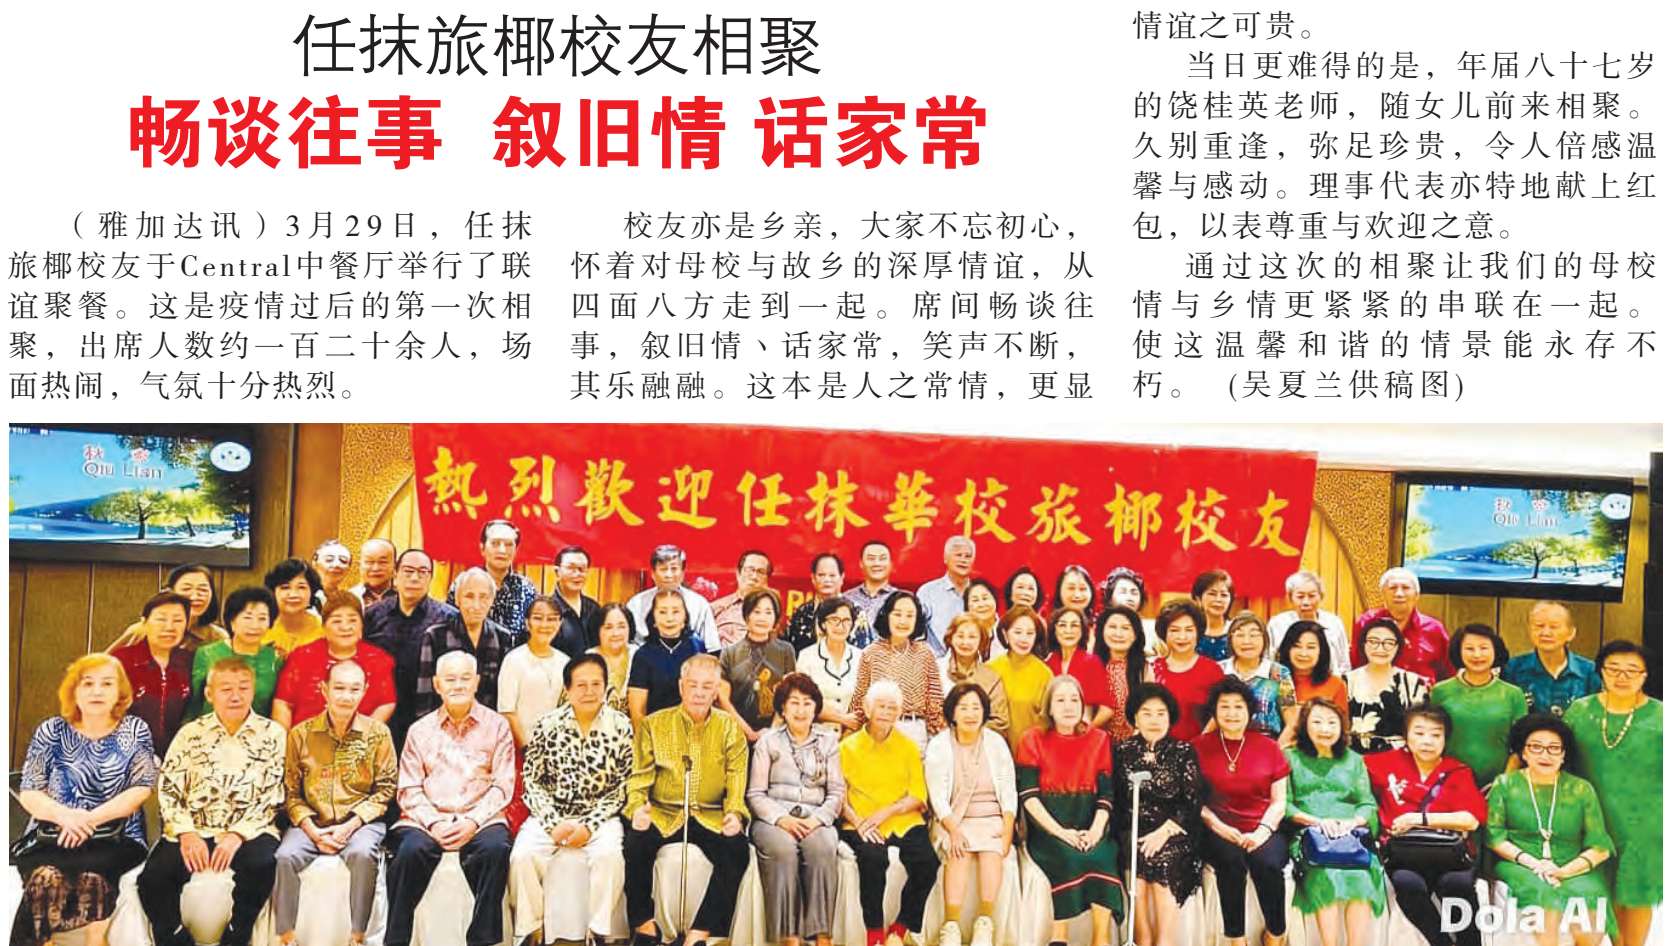 任抹旅椰校友相聚
畅谈往事 叙旧情 话家常
（雅加达讯）3月29日，任抹
旅椰校友于Central中餐厅举行了联
谊聚餐。这是疫情过后的第一次相
聚，出席人数约一百二十余人，场
面热闹，气氛十分热烈。
校友亦是乡亲，大家不忘初心，
怀着对母校与故乡的深厚情谊，从
四面八方走到一起。席间畅谈往
事，叙旧情、话家常，笑声不断，
其乐融融。这本是人之常情，更显
情谊之可贵。
当日更难得的是，年届八十七岁
的饶桂英老师，随女儿前来相聚。
久别重逢，弥足珍贵，令人倍感温
馨与感动。理事代表亦特地献上红
包，以表尊重与欢迎之意。
通过这次的相聚让我们的母校
情与乡情更紧紧的串联在一起。
使这温馨和谐的情景能永存不
朽。 (吴夏兰供稿图)
熱烈歡迎任抹華校旅椰校友
Qiu Lian
Qiu Lian
Dola AI